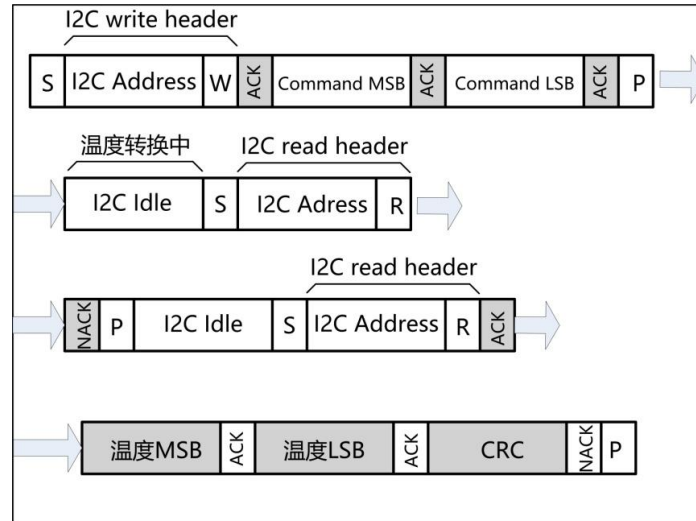 I2C write header
S I2C Address W ACK Command MSB ACK Command LSB ACK P
温度转换中 I2C read header
I2C Idle S I2C Adress R
I2C read header
NACK P I2C Idle S I2C Address R ACK
温度MSB ACK 温度LSB ACK CRC NACK P